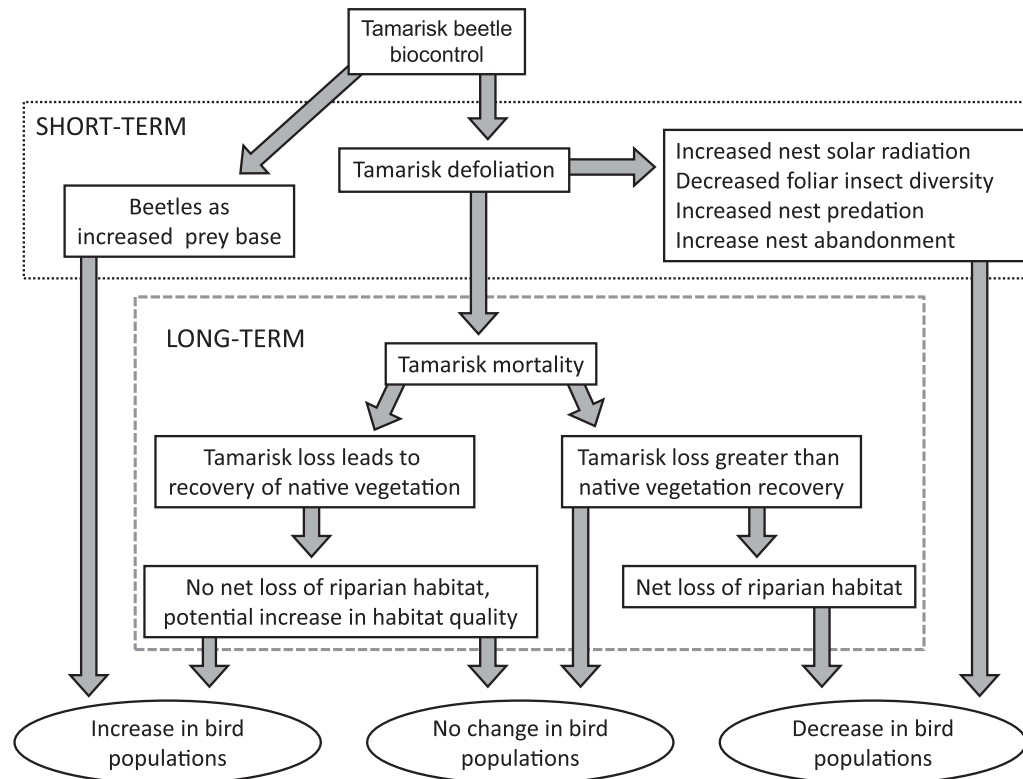 Tamarisk beetle
biocontrol
SHORT-TERM
Tamarisk defoliation
Increased nest solar radiation
Decreased foliar insect diversity
Increased nest predation
Increase nest abandonment
Beetles as
increased prey base
LONG-TERM
Tamarisk mortality
Tamarisk loss leads to
recovery of native vegetation
Tamarisk loss greater than
native vegetation recovery
No net loss of riparian habitat,
potential increase in habitat quality
Net loss of riparian habitat
Increase in bird
populations
No change in bird
populations
Decrease in bird
populations